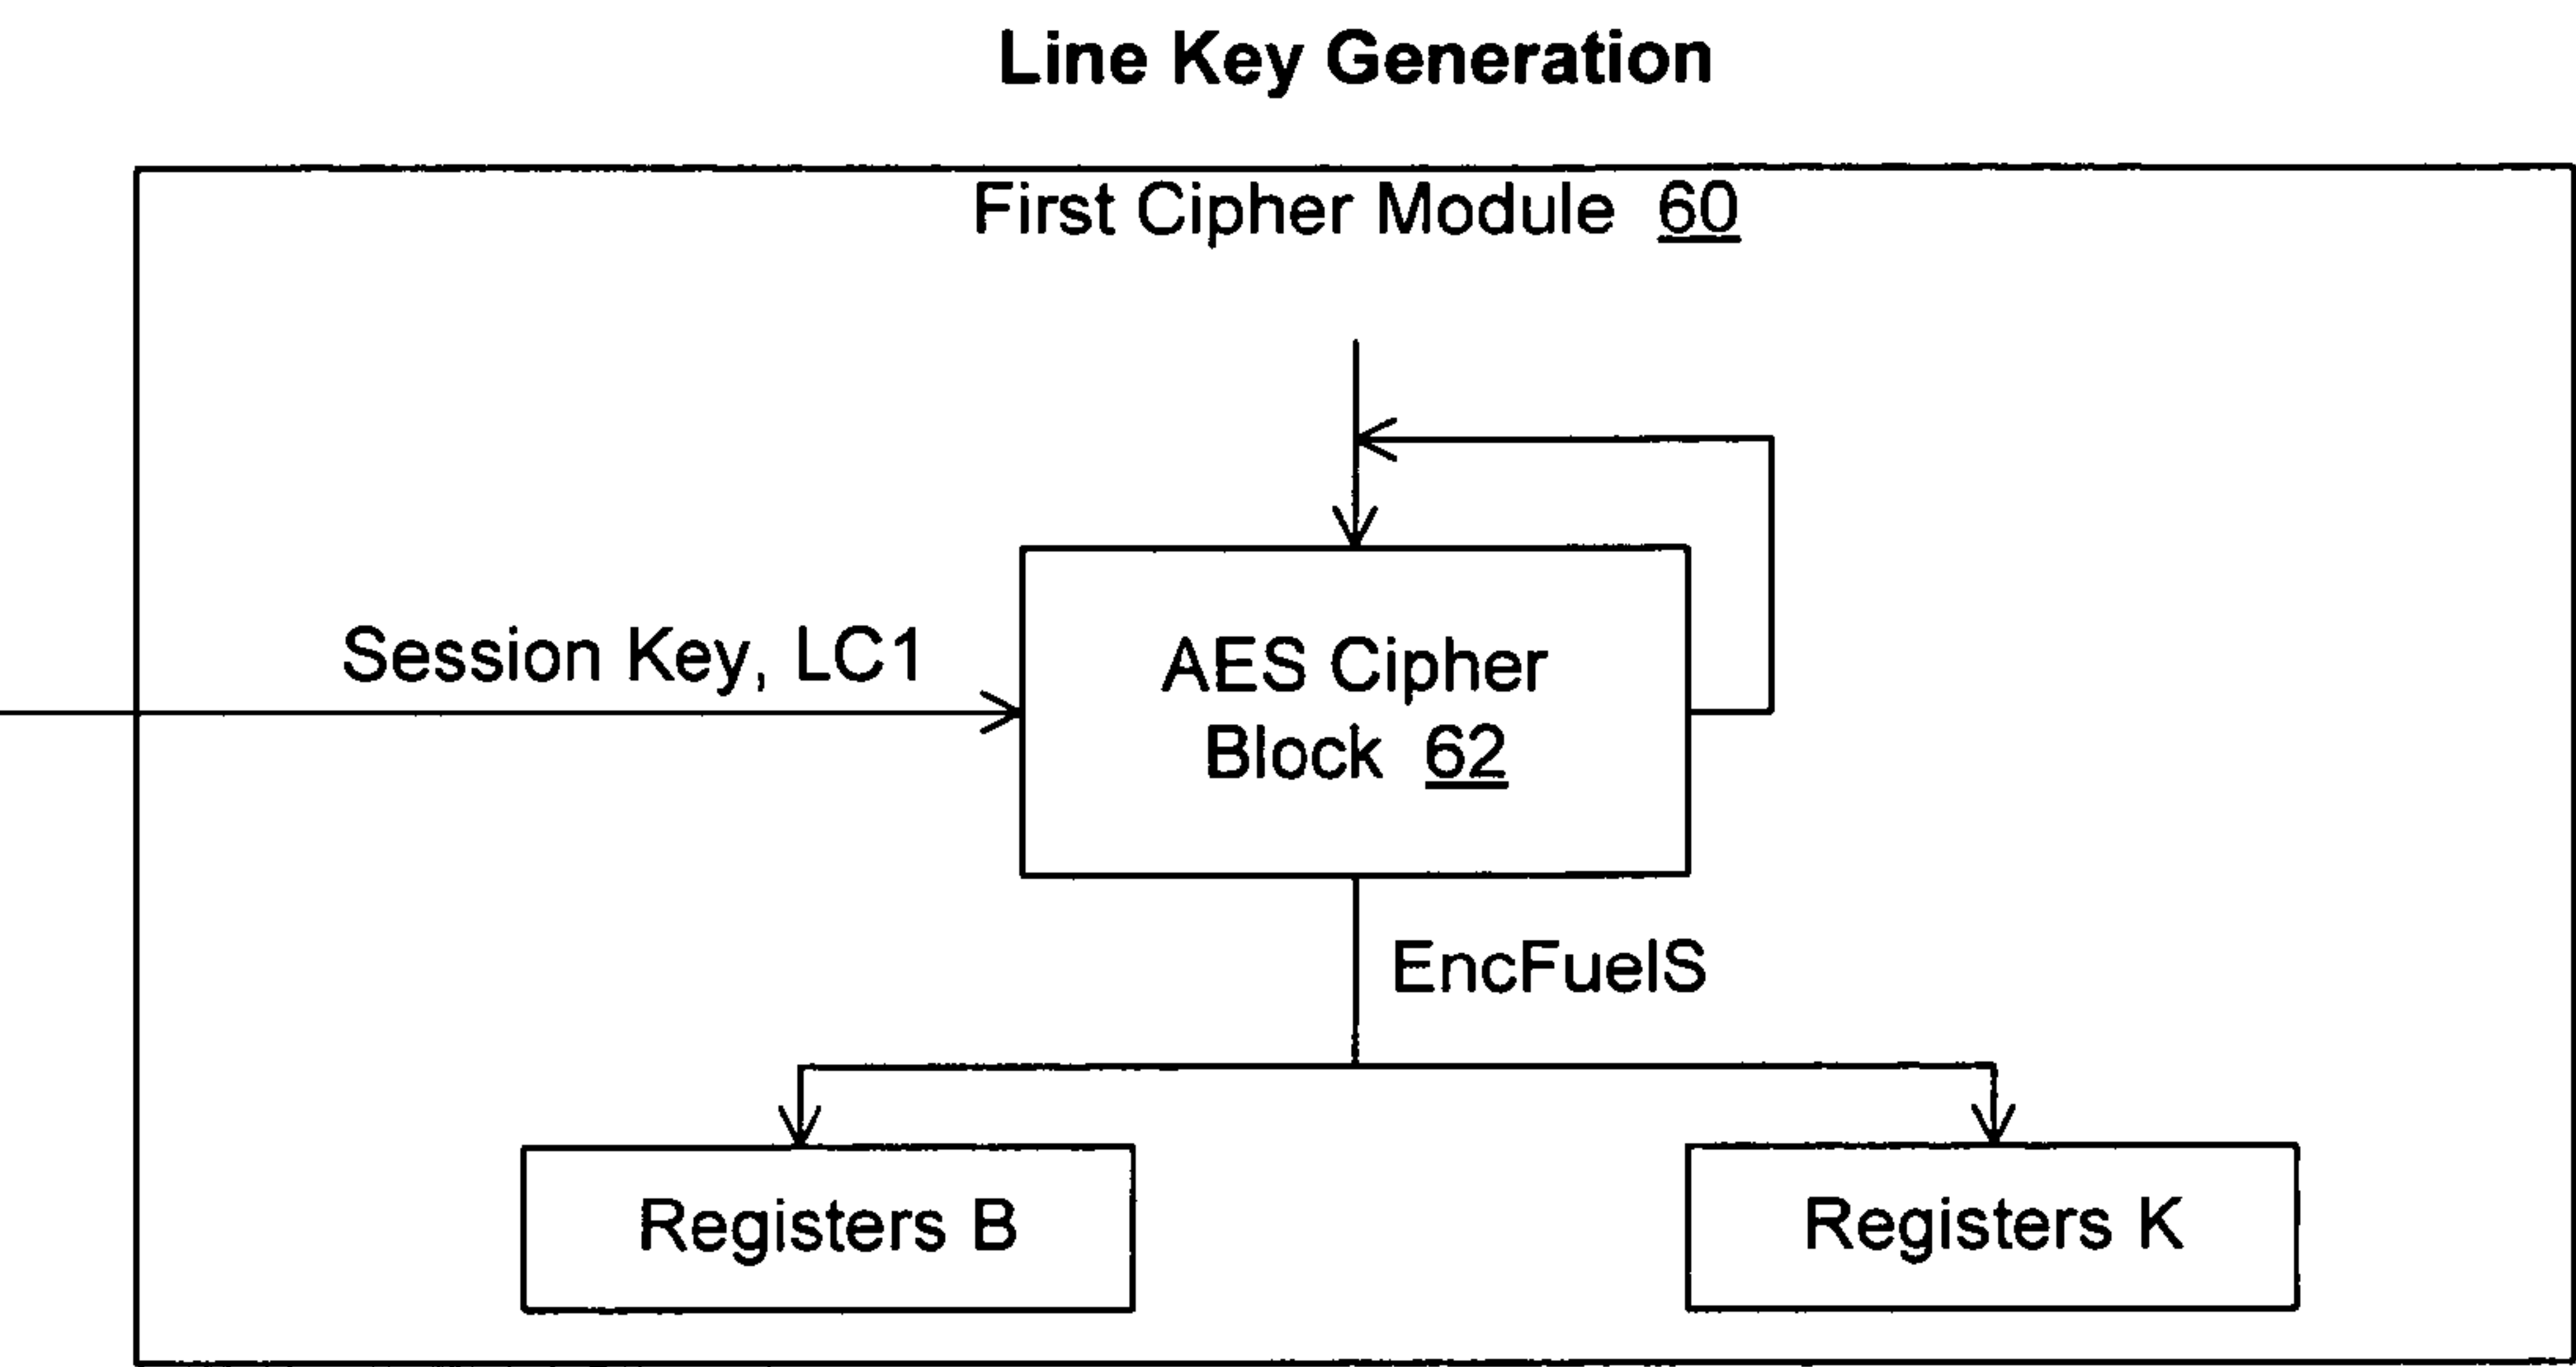 Line Key Generation
First Cipher Module 60
Session Key, LC1
AES Cipher
Block 62
EncFuelS
Registers B
Registers K